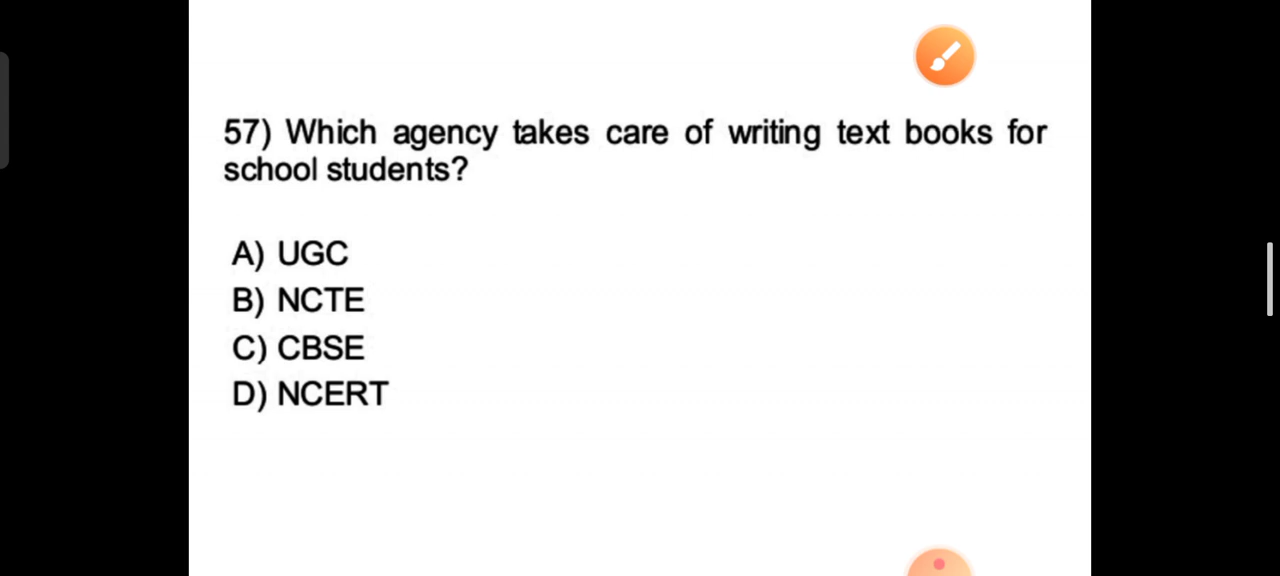 57) Which agency takes care of writing text books for
school students?
A) UGC
B) NCTE
C) CBSE
D) NCERT